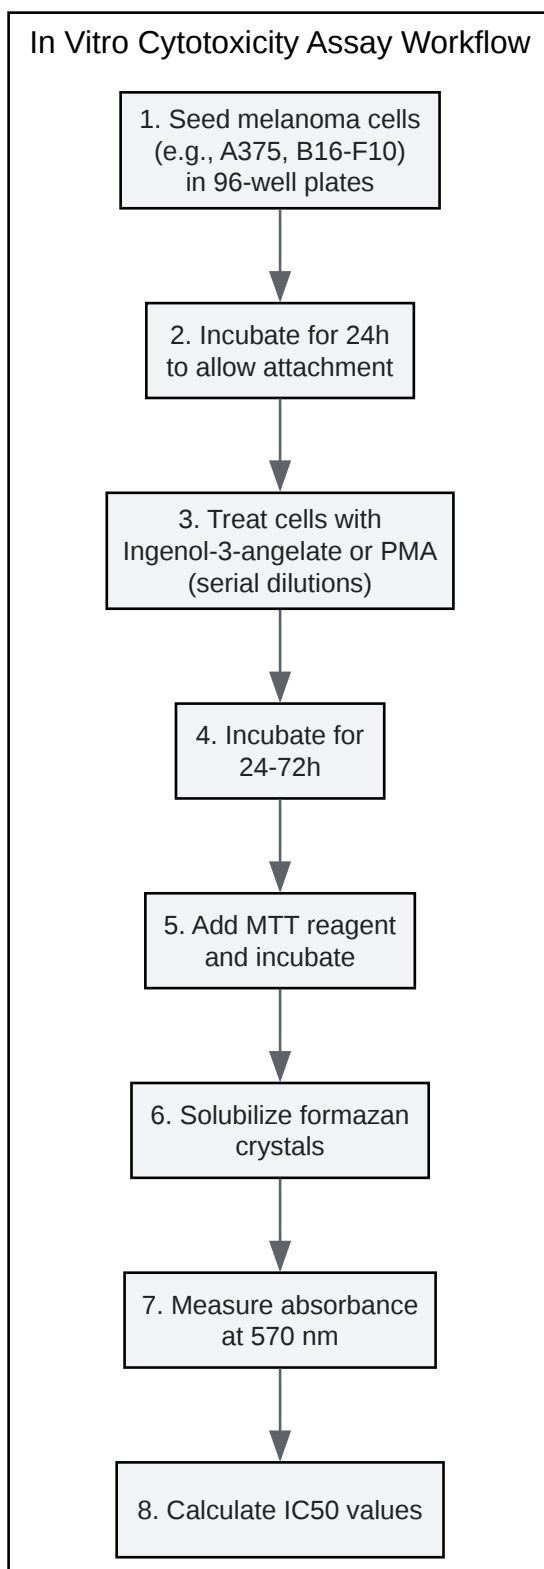 In Vitro Cytotoxicity Assay Workflow
1. Seed melanoma cells
(e.g., A375, B16-F10)
in 96-well plates
2. Incubate for 24h
to allow attachment
3. Treat cells with
Ingenol-3-angelate or PMA
(serial dilutions)
4. Incubate for
24-72h
5. Add MTT reagent
and incubate
6. Solubilize formazan
crystals
7. Measure absorbance
at 570 nm
8. Calculate IC50 values